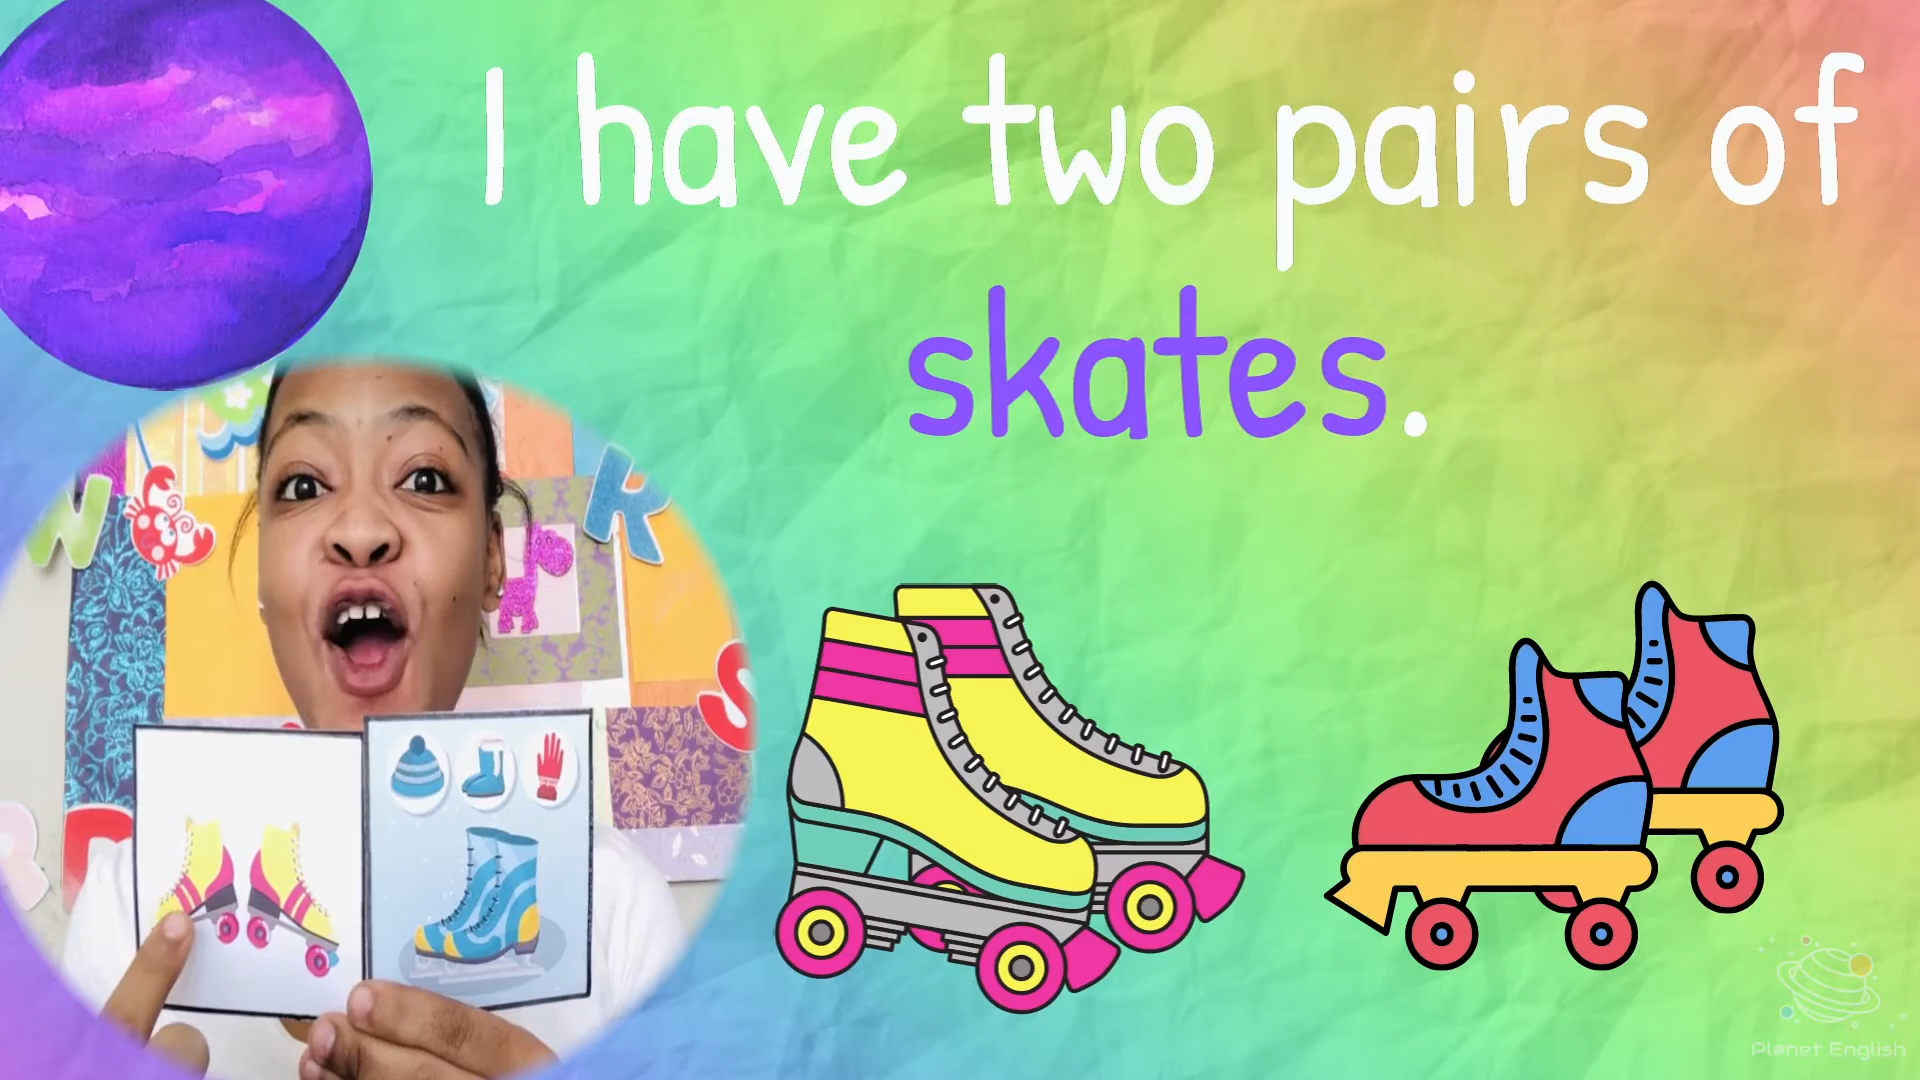 I have two pairs of
skates.
N
K
S
R
Planet English